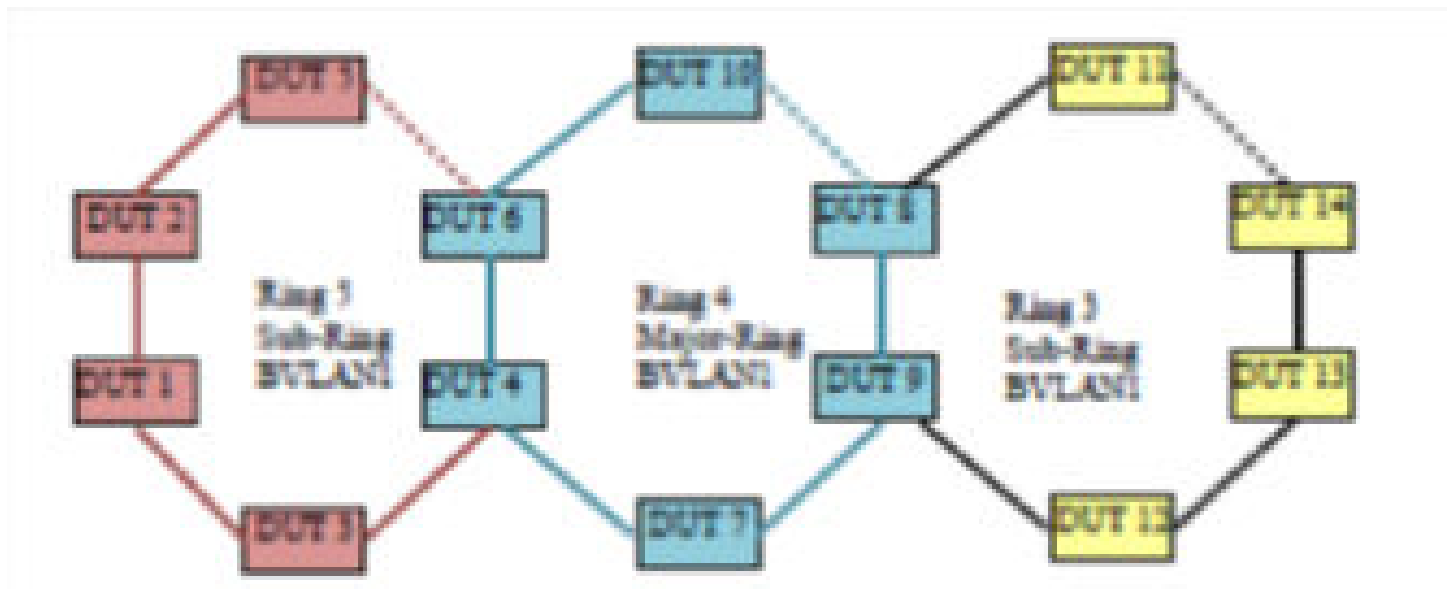 DUT 5
DUT 10
DUT 11
DUT 2
DUT 6
DUT 8
DUT 14
Ring 5
Sub-Ring
BVLAN1
Ring 4
Major-Ring
BVLAN1
Ring 3
Sub-Ring
BVLAN1
DUT 1
DUT 4
DUT 9
DUT 13
DUT 3
DUT 7
DUT 12